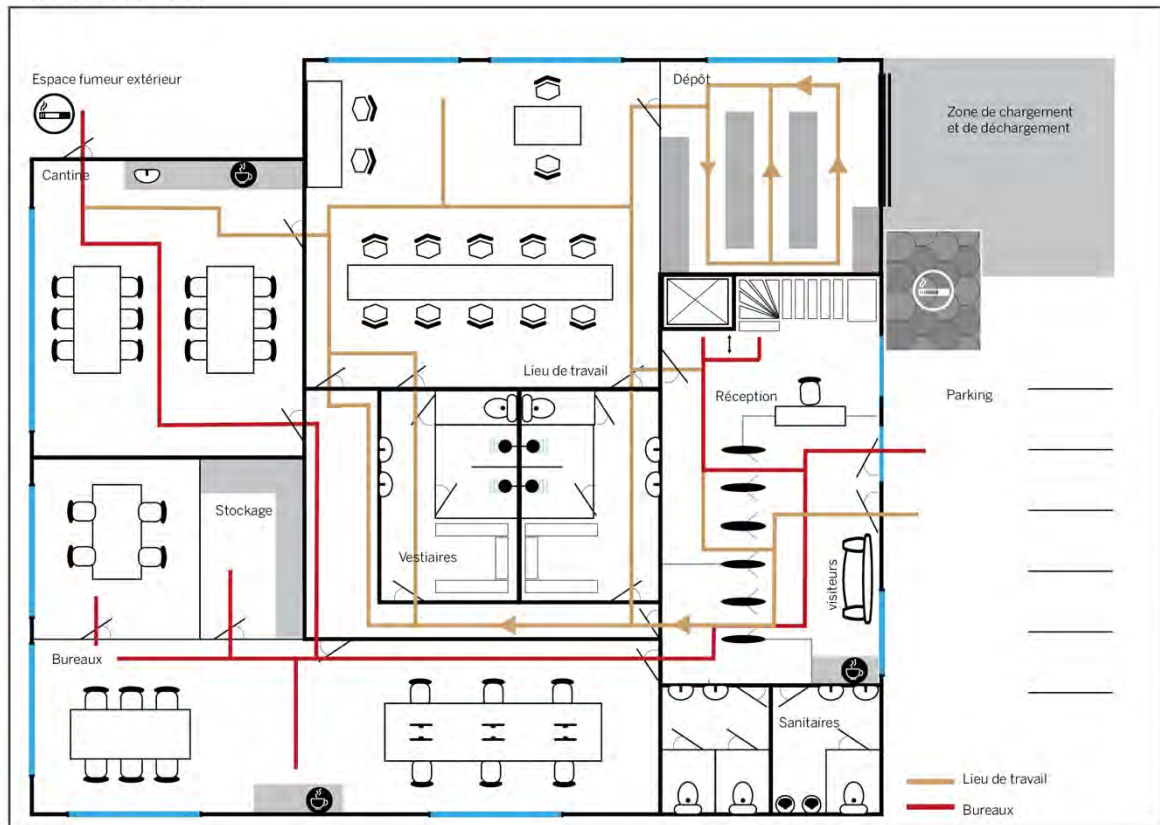 Espace fumeur extérieur
Dépôt
Zone de chargement
et de déchargement
Cantine
Lieu de travail
Réception
Parking
Stockage
Vestiaires
visiteurs
Bureaux
Sanitaires
Lieu de travail
Bureaux